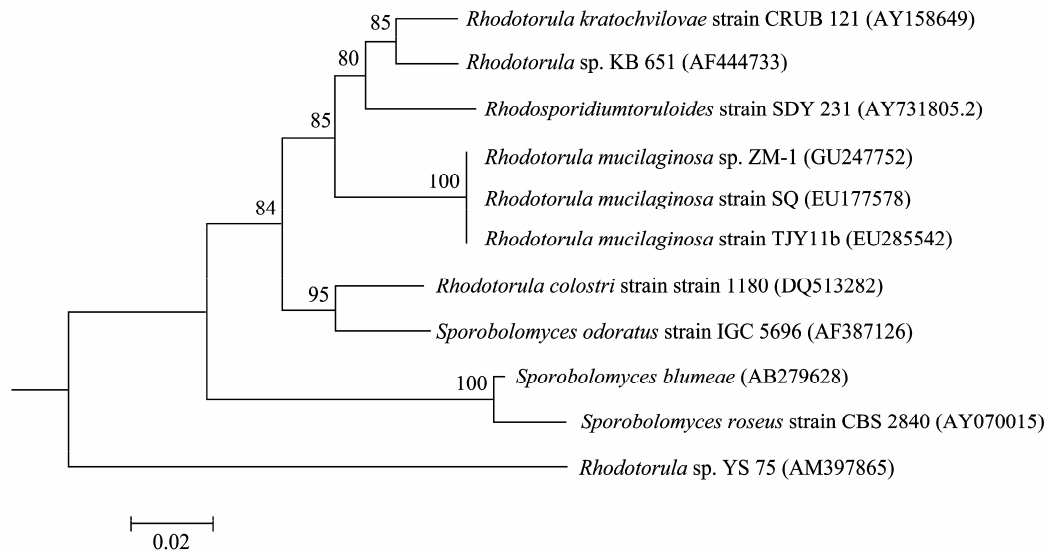 85
Rhodotorula kratochvilovae strain CRUB 121 (AY158649)
80
Rhodotorula sp. KB 651 (AF444733)
Rhodosporidiumtoruloides strain SDY 231 (AY731805.2)
85
Rhodotorula mucilaginosa sp. ZM-1 (GU247752)
100
Rhodotorula mucilaginosa strain SQ (EU177578)
84
Rhodotorula mucilaginosa strain TJY11b (EU285542)
Rhodotorula colostri strain strain 1180 (DQ513282)
95
Sporobolomyces odoratus strain IGC 5696 (AF387126)
Sporobolomyces blumeae (AB279628)
100
Sporobolomyces roseus strain CBS 2840 (AY070015)
Rhodotorula sp. YS 75 (AM397865)
0.02